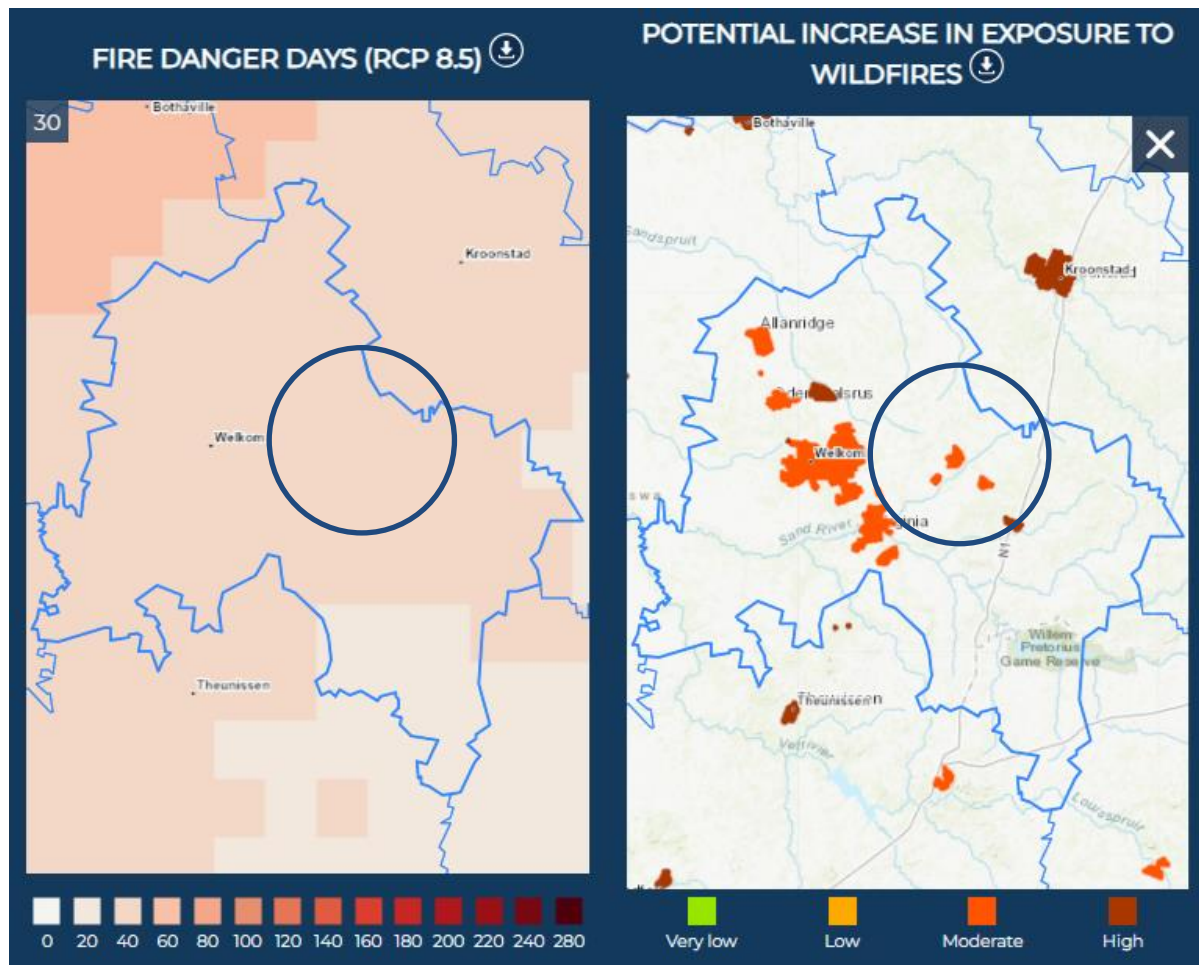 FIRE DANGER DAYS (RCP 8.5)
30
Bothaville
Kroonstad
Welkom
Theunissen
0 20 40 60 80 100 120 140 160 180 200 220 240 280
POTENTIAL INCREASE IN EXPOSURE TO
WILDFIRES
Bothaville
Sandspruit
Kroonstad
Allanridge
Welkom
Sand River
N1
Willem
Pretorius
Game Reserve
Theunissen
Vetrivier
Very low Low Moderate High